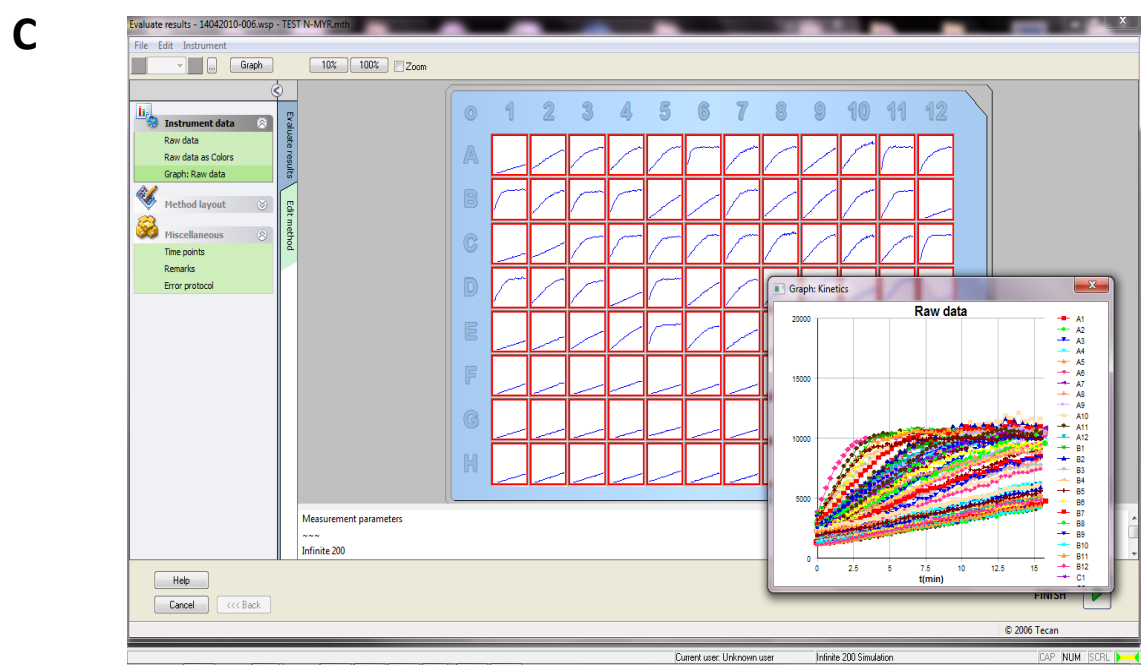 C
Evaluate results - 14042010-006.wsp - TEST N-MYR.mth
x
File Edit Instrument
... Graph 10% 100% Zoom
o 1 2 3 4 5 6 7 8 9 10 11 12
A
B
C
D
E
F
G
H
Instrument data
Raw data
Raw data as Colors
Graph: Raw data
Method layout
Miscellaneous
Time points
Remarks
Error protocol
Evaluate results
Edit method
Graph: Kinetics
x
Raw data
20000
15000
10000
5000
0
0 2.5 5 7.5 10 12.5 15
t(min)
A1
A2
A3
A4
A5
A6
A7
A8
A9
A10
A11
A12
B1
B2
B3
B4
B5
B6
B7
B8
B9
B10
B11
B12
C1
Measurement parameters
~~~
Infinite 200
Help
Cancel <<< Back
FINISH
© 2006 Tecan
Current user: Unknown user Infinite 200 Simulation CAP NUM SCRL